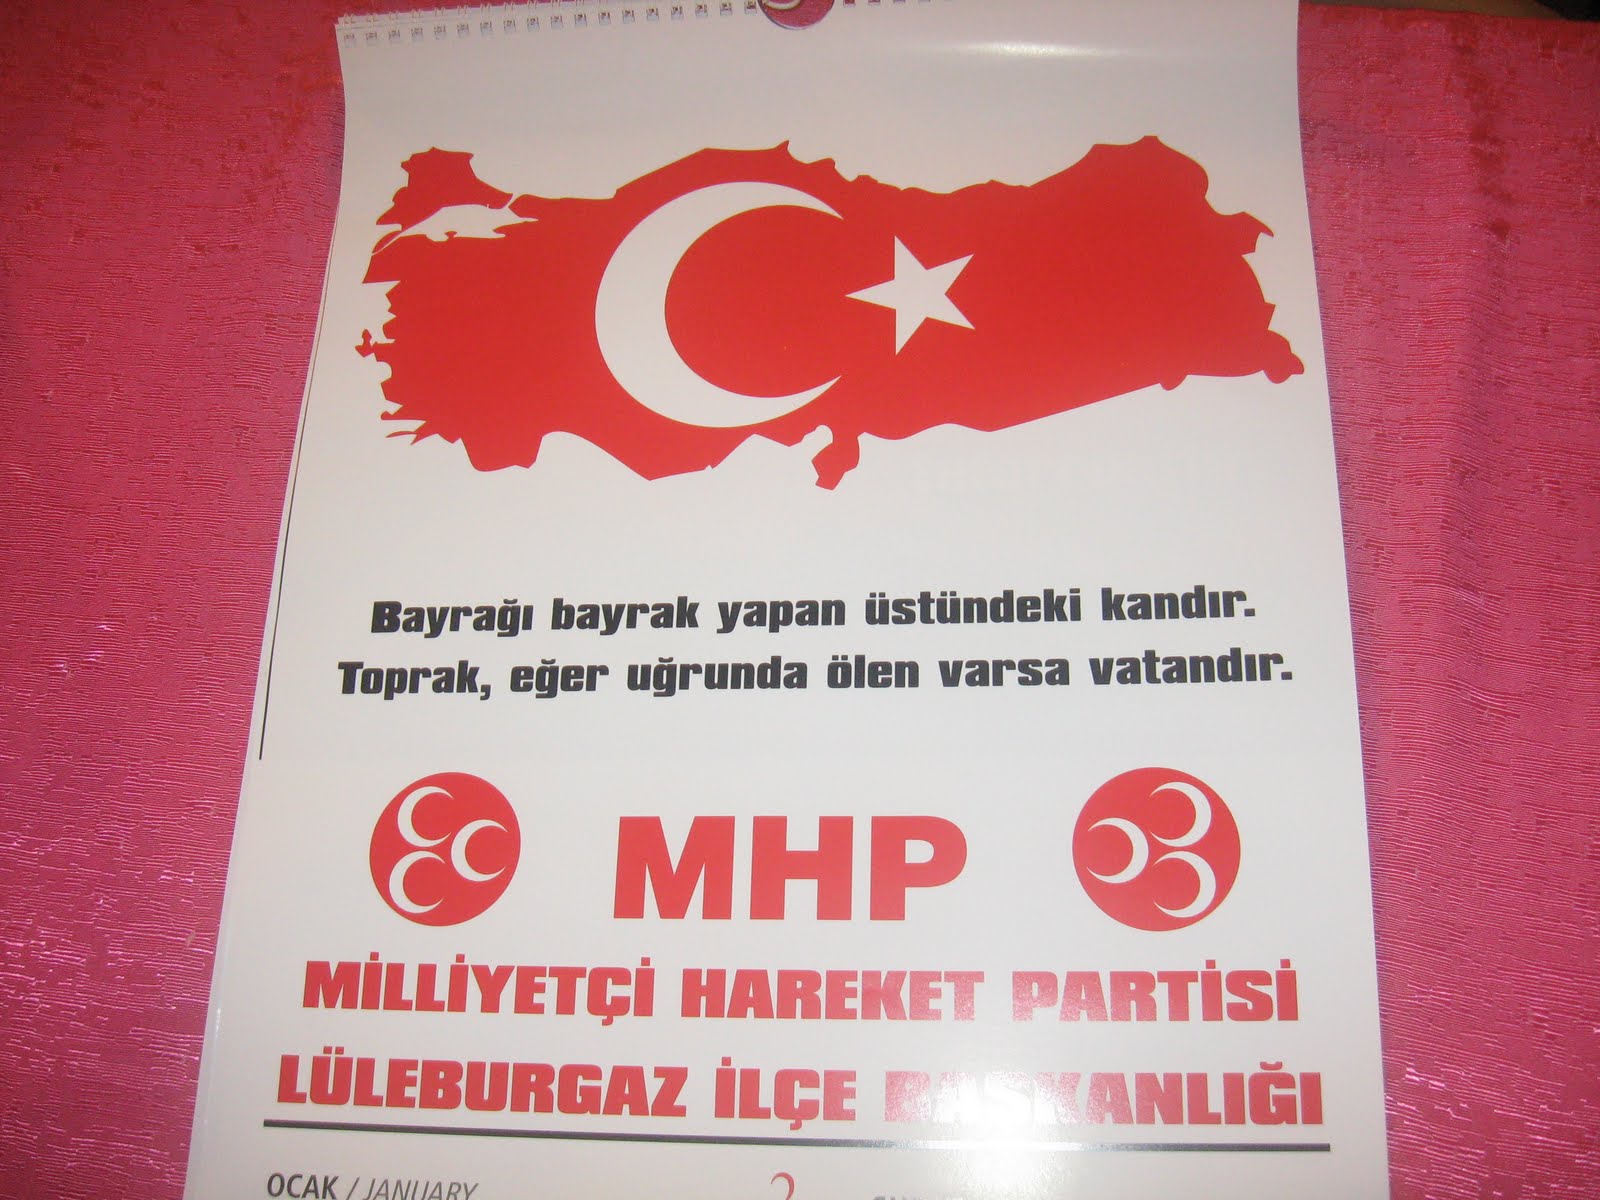 Bayrağı bayrak yapan üstündeki kandır.
Toprak, eğer uğrunda ölen varsa vatandır.
MHP
MİLLİYETÇİ HAREKET PARTİSİ
LÜLEBURGAZ İLÇE BAŞKANLIĞI
OCAK / JANUARY 2